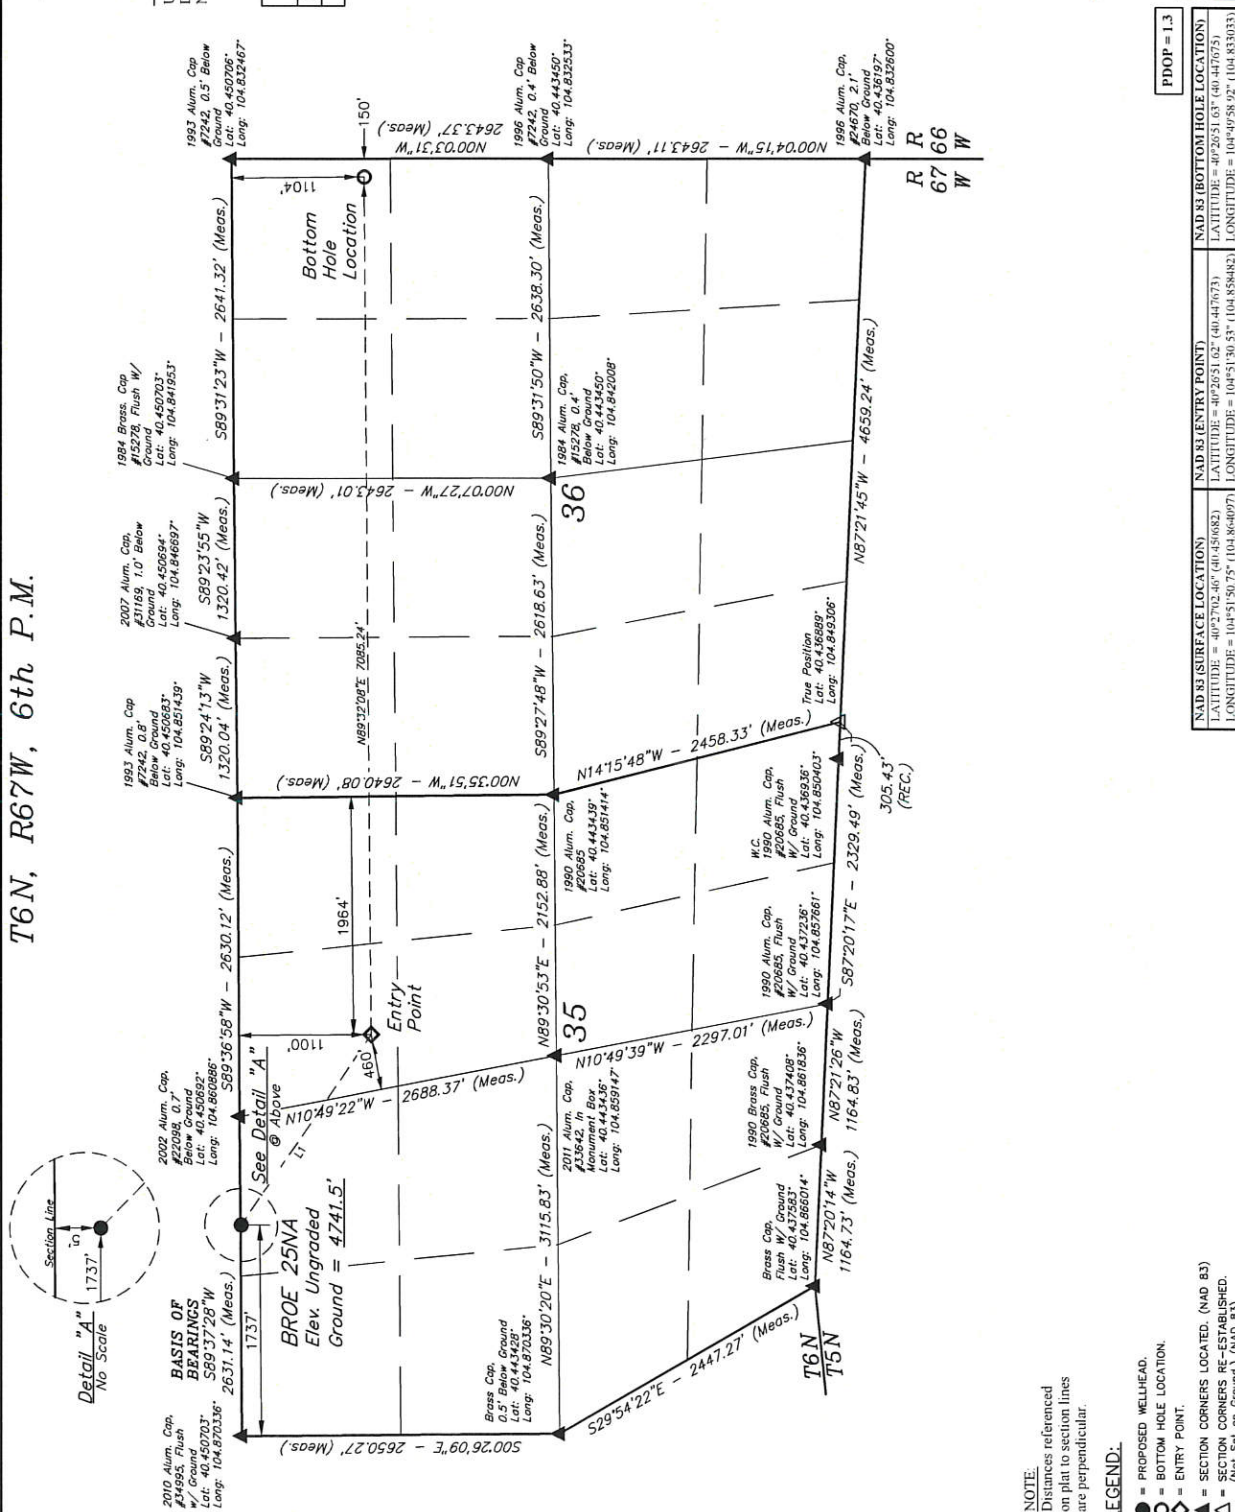 T6N, R67W, 6th P.M.
Detail "A"
No Scale
Section Line
5'
1737'
2010 Alum. Cap,
#34995, Flush
w/ Ground
Lat: 40.450703°
Long: 104.870336°
BASIS OF
BEARINGS
S89°37'28"W
2631.14' (Meas.)
1737'
2002 Alum. Cap,
#22098, 0.7'
Below Ground
Lat: 40.450692°
Long: 104.860886°
S89°36'58"W - 2630.12' (Meas.)
1993 Alum. Cap
#7242, 0.8'
Below Ground
Lat: 40.450683°
Long: 104.851439°
S89°24'13"W
1320.04' (Meas.)
2007 Alum. Cap,
#31169, 1.0' Below
Ground
Lat: 40.450694°
Long: 104.846697°
S89°23'55"W
1320.42' (Meas.)
1984 Brass. Cap
#15278, Flush W/
Ground
Lat: 40.450703°
Long: 104.841953°
S89°31'23"W - 2641.32' (Meas.)
1993 Alum. Cap
#7242, 0.5' Below
Ground
Lat: 40.450706°
Long: 104.832467°
See Detail "A"
@ Above
L1
BROE 25NA
Elev. Ungraded
Ground = 4741.5'
1100'
1964'
460'
Entry
Point
N89°32'08"E 7085.24'
1104'
150'
Bottom
Hole
Location
S00°26'09"E - 2650.27' (Meas.)
N10°49'22"W - 2688.37' (Meas.)
N00°35'51"W - 2640.08' (Meas.)
N00°07'27"W - 2643.01' (Meas.)
N00°03'31"W
2643.37' (Meas.)
Brass Cap,
0.5' Below Ground
Lat: 40.443428°
Long: 104.870336°
N89°30'20"E - 3115.83' (Meas.)
2011 Alum. Cap,
#33642, In
Monument Box
Lat: 40.443436°
Long: 104.859147°
35
N89°30'53"E - 2152.88' (Meas.)
1990 Alum. Cap,
#20685
Lat: 40.443439°
Long: 104.851414°
S89°27'48"W - 2618.63' (Meas.)
36
1984 Alum. Cap,
#15278, 0.4'
Below Ground
Lat: 40.443450°
Long: 104.842008°
S89°31'50"W - 2638.30' (Meas.)
1996 Alum. Cap
#7242, 0.4' Below
Ground
Lat: 40.443450°
Long: 104.832533°
S29°54'22"E - 2447.27' (Meas.)
N10°49'39"W - 2297.01' (Meas.)
N14°15'48"W - 2458.33' (Meas.)
N00°04'15"W - 2643.11' (Meas.)
Brass Cap,
Flush W/ Ground
Lat: 40.437583°
Long: 104.866014°
N87°20'14"W
1164.73' (Meas.)
1990 Brass Cap,
#20685, Flush
W/ Ground
Lat: 40.437408°
Long: 104.861836°
N87°21'26"W
1164.83' (Meas.)
1990 Alum. Cap,
#20685, Flush
W/ Ground
Lat: 40.437236°
Long: 104.857661°
S87°20'17"E - 2329.49' (Meas.)
W.C.
1990 Alum. Cap,
#20685, Flush
W/ Ground
Lat: 40.436936°
Long: 104.850403°
305.43'
(REC.)
True Position
Lat: 40.436889°
Long: 104.849306°
N87°21'45"W - 4659.24' (Meas.)
1996 Alum. Cap,
#24670, 2.1'
Below Ground
Lat: 40.436197°
Long: 104.832600°
T6N
T5N
R R
67 66
W W
NOTE:
Distances referenced
on plat to section lines
are perpendicular.
EGEND:
= PROPOSED WELLHEAD.
= BOTTOM HOLE LOCATION.
= ENTRY POINT.
= SECTION CORNERS LOCATED. (NAD 83)
= SECTION CORNERS RE-ESTABLISHED.
(Not Set on Ground.) (NAD 83)
PDOP = 1.3
NAD 83 (SURFACE LOCATION)
LATITUDE = 40°27'02.46" (40.450682)
LONGITUDE = 104°51'50.75" (104.864097)
NAD 83 (ENTRY POINT)
LATITUDE = 40°26'51.62" (40.447673)
LONGITUDE = 104°51'30.53" (104.858482)
NAD 83 (BOTTOM HOLE LOCATION)
LATITUDE = 40°26'51.63" (40.447675)
LONGITUDE = 104°49'58.92" (104.833033)